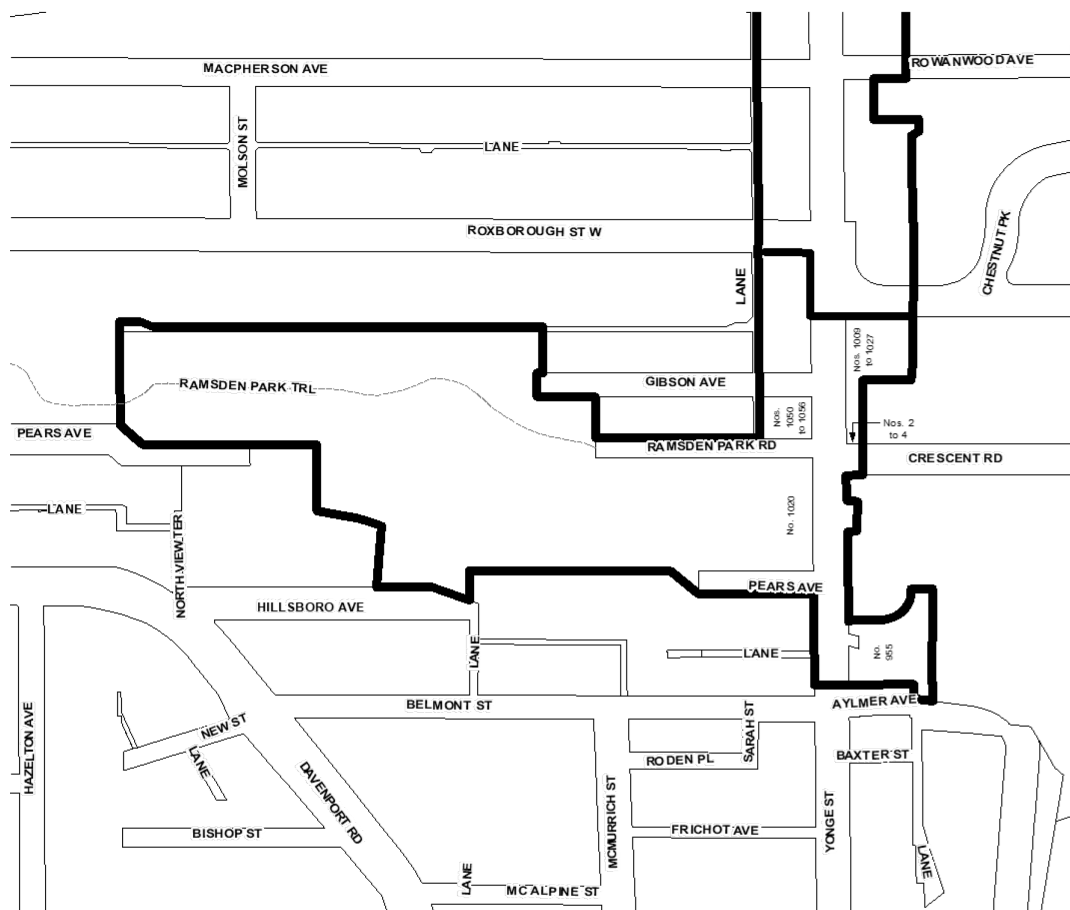 ROWANWOOD AVE
MACPHERSON AVE
MOLSON ST
LANE
ROXBOROUGH ST W
CHESTNUT PK
LANE
Nos. 1009
to 1027
RAMSDEN PARK TRL
GIBSON AVE
Nos.
1050
to 1056
Nos. 2
to 4
PEARS AVE
RAMSDEN PARK RD
CRESCENT RD
LANE
No. 1020
NORTH VIEW TER
PEARS AVE
HILLSBORO AVE
LANE
LANE
No.
955
BELMONT ST
AYLMER AVE
HAZELTON AVE
NEW ST
SARAH ST
LANE
RODEN PL
BAXTER ST
DAVENPORT RD
MCMURRICH ST
YONGE ST
BISHOP ST
FRICHOT AVE
LANE
LANE
MCALPINE ST